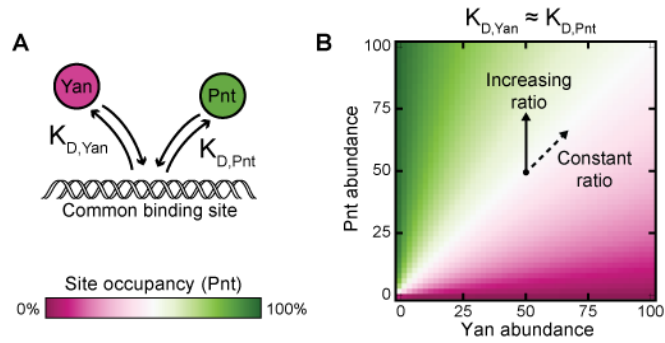 A
Yan
Pnt
K_D,Yan
K_D,Pnt
Common binding site
Site occupancy (Pnt)
0%
100%
B
K_D,Yan ≈ K_D,Pnt
Pnt abundance
100
75
50
25
0
Increasing
ratio
Constant
ratio
0
25
50
75
100
Yan abundance